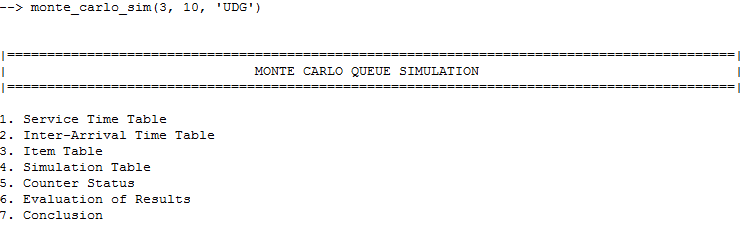 --> monte_carlo_sim(3, 10, 'UDG')
|===========================================================================================|
| MONTE CARLO QUEUE SIMULATION |
|===========================================================================================|
1. Service Time Table
2. Inter-Arrival Time Table
3. Item Table
4. Simulation Table
5. Counter Status
6. Evaluation of Results
7. Conclusion